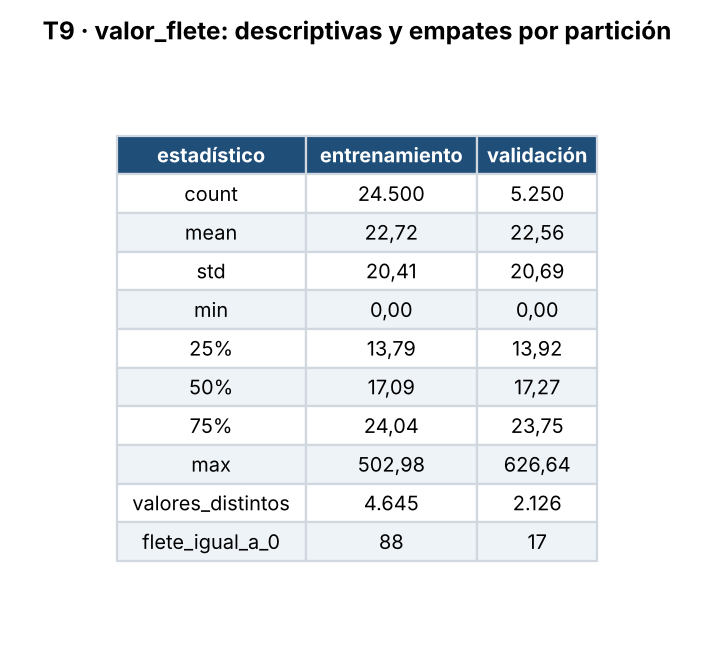 T9 · valor_flete: descriptivas y empates por partición
estadístico entrenamiento validación
count 24.500 5.250
mean 22,72 22,56
std 20,41 20,69
min 0,00 0,00
25% 13,79 13,92
50% 17,09 17,27
75% 24,04 23,75
max 502,98 626,64
valores_distintos 4.645 2.126
flete_igual_a_0 88 17